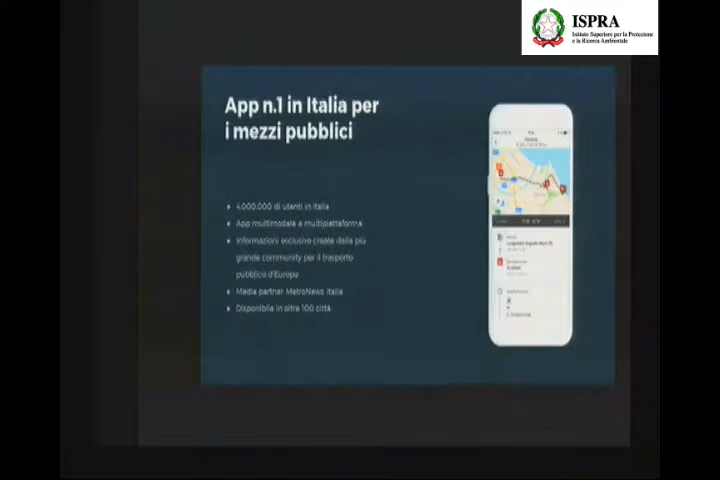 ISPRA
Istituto Superiore per la Protezione
e la Ricerca Ambientale
App n.1 in Italia per
i mezzi pubblici
4.000.000 di utenti in Italia
App multimodale e multipiattaforma
Informazioni esclusive create dalla più
grande community per il trasporto
pubblico d'Europa
Media partner MetroNews Italia
Disponibile in oltre 100 città